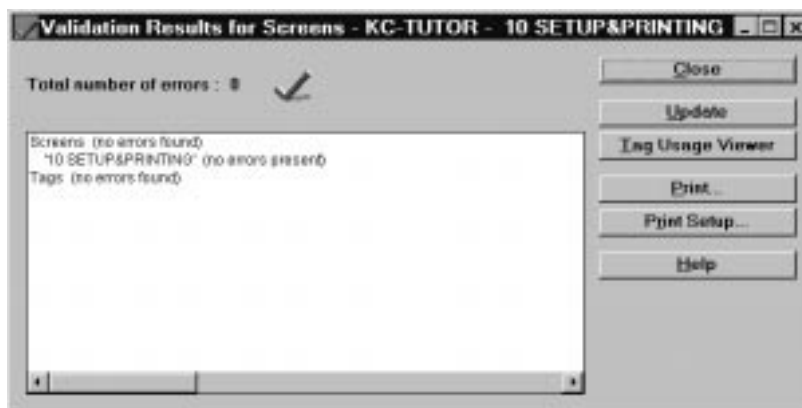 Validation Results for Screens - KC-TUTOR - 10 SETUP&PRINTING
Total number of errors : 0
Screens (no errors found)
"10 SETUP&PRINTING" (no errors present)
Tags (no errors found)
Close
Update
Tag Usage Viewer
Print...
Print Setup...
Help